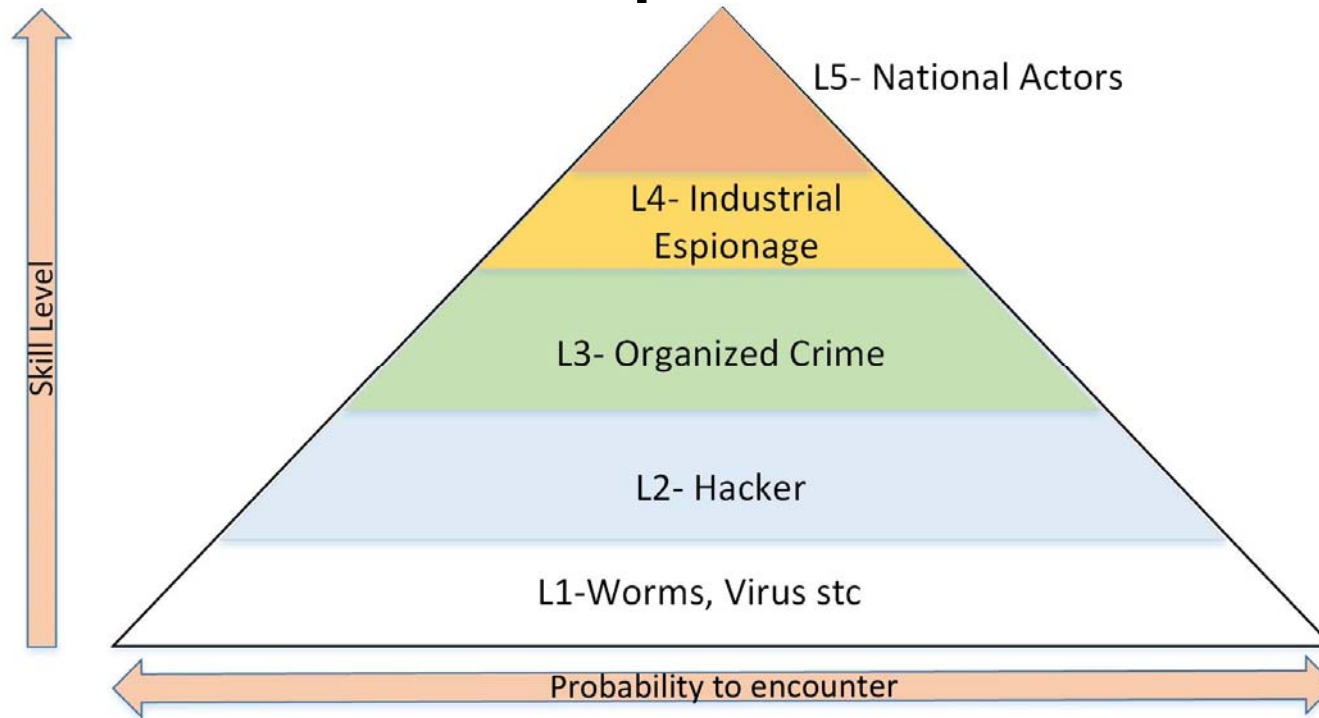 L5- National Actors
L4- Industrial
Espionage
L3- Organized Crime
L2- Hacker
L1-Worms, Virus stc
Skill Level
Probability to encounter